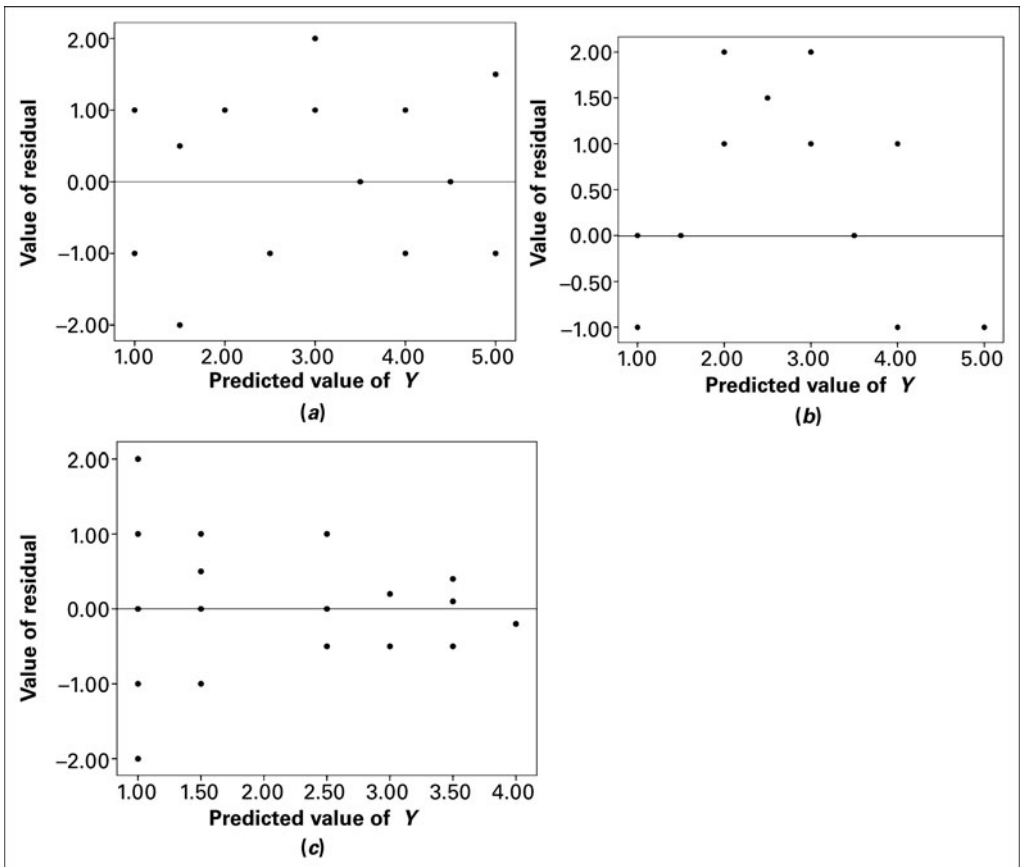 2.00
1.00
0.00
–1.00
–2.00
Value of residual
1.00 2.00 3.00 4.00 5.00
Predicted value of Y
(a)
2.00
1.50
1.00
0.50
0.00
–0.50
–1.00
Value of residual
1.00 2.00 3.00 4.00 5.00
Predicted value of Y
(b)
2.00
1.00
0.00
–1.00
–2.00
Value of residual
1.00 1.50 2.00 2.50 3.00 3.50 4.00
Predicted value of Y
(c)